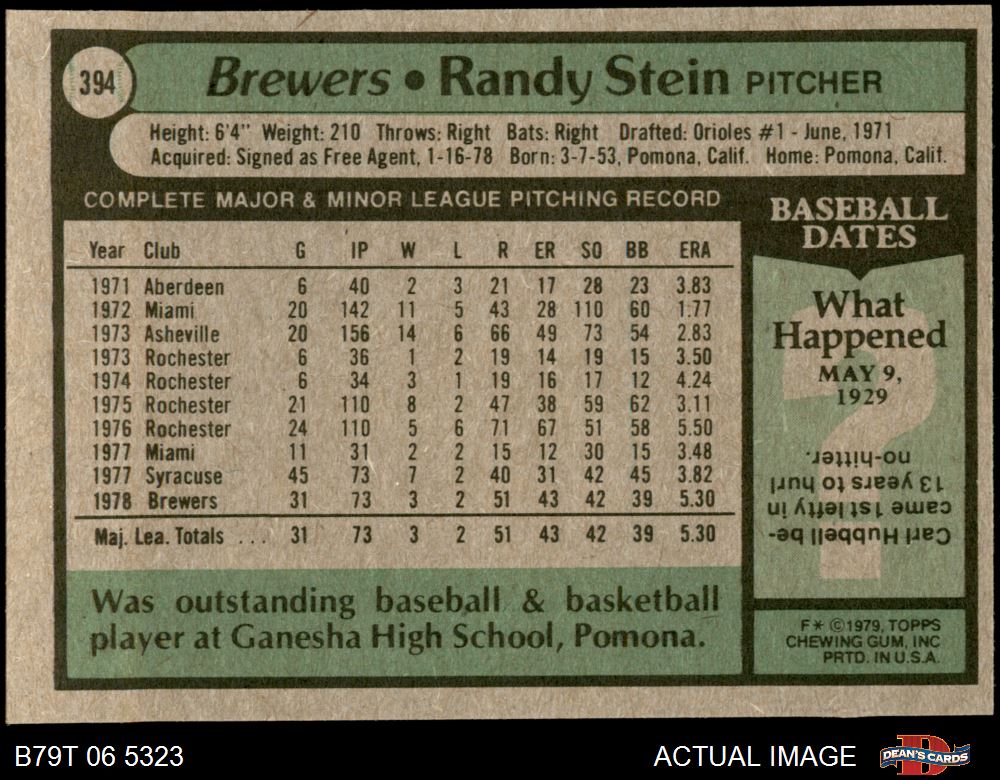 394
Brewers • Randy Stein PITCHER
Height: 6'4" Weight: 210 Throws: Right Bats: Right Drafted: Orioles #1 - June, 1971
Acquired: Signed as Free Agent, 1-16-78 Born: 3-7-53, Pomona, Calif. Home: Pomona, Calif.
COMPLETE MAJOR & MINOR LEAGUE PITCHING RECORD
Year Club G IP W L R ER SO BB ERA
1971 Aberdeen 6 40 2 3 21 17 28 23 3.83
1972 Miami 20 142 11 5 43 28 110 60 1.77
1973 Asheville 20 156 14 6 66 49 73 54 2.83
1973 Rochester 6 36 1 2 19 14 19 15 3.50
1974 Rochester 6 34 3 1 19 16 17 12 4.24
1975 Rochester 21 110 8 2 47 38 59 62 3.11
1976 Rochester 24 110 5 6 71 67 51 58 5.50
1977 Miami 11 31 2 2 15 12 30 15 3.48
1977 Syracuse 45 73 7 2 40 31 42 45 3.82
1978 Brewers 31 73 3 2 51 43 42 39 5.30
Maj. Lea. Totals ... 31 73 3 2 51 43 42 39 5.30
Was outstanding baseball & basketball
player at Ganesha High School, Pomona.
BASEBALL
DATES
What
Happened
MAY 9,
1929
?
Carl Hubbell be-
came 1st lefty in
13 years to hurl
no-hitter.
F* ©1979, TOPPS
CHEWING GUM, INC
PRTD. IN U.S.A.
B79T 06 5323
ACTUAL IMAGE
D
DEAN'S CARDS